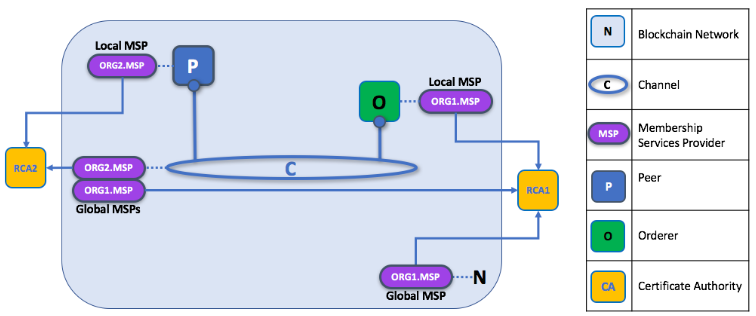 Local MSP
ORG2.MSP
P
Local MSP
O
ORG1.MSP
RCA2
ORG2.MSP
C
ORG1.MSP
RCA1
Global MSPs
ORG1.MSP
N
Global MSP
N
Blockchain Network
C
Channel
MSP
Membership
Services Provider
P
Peer
O
Orderer
CA
Certificate Authority